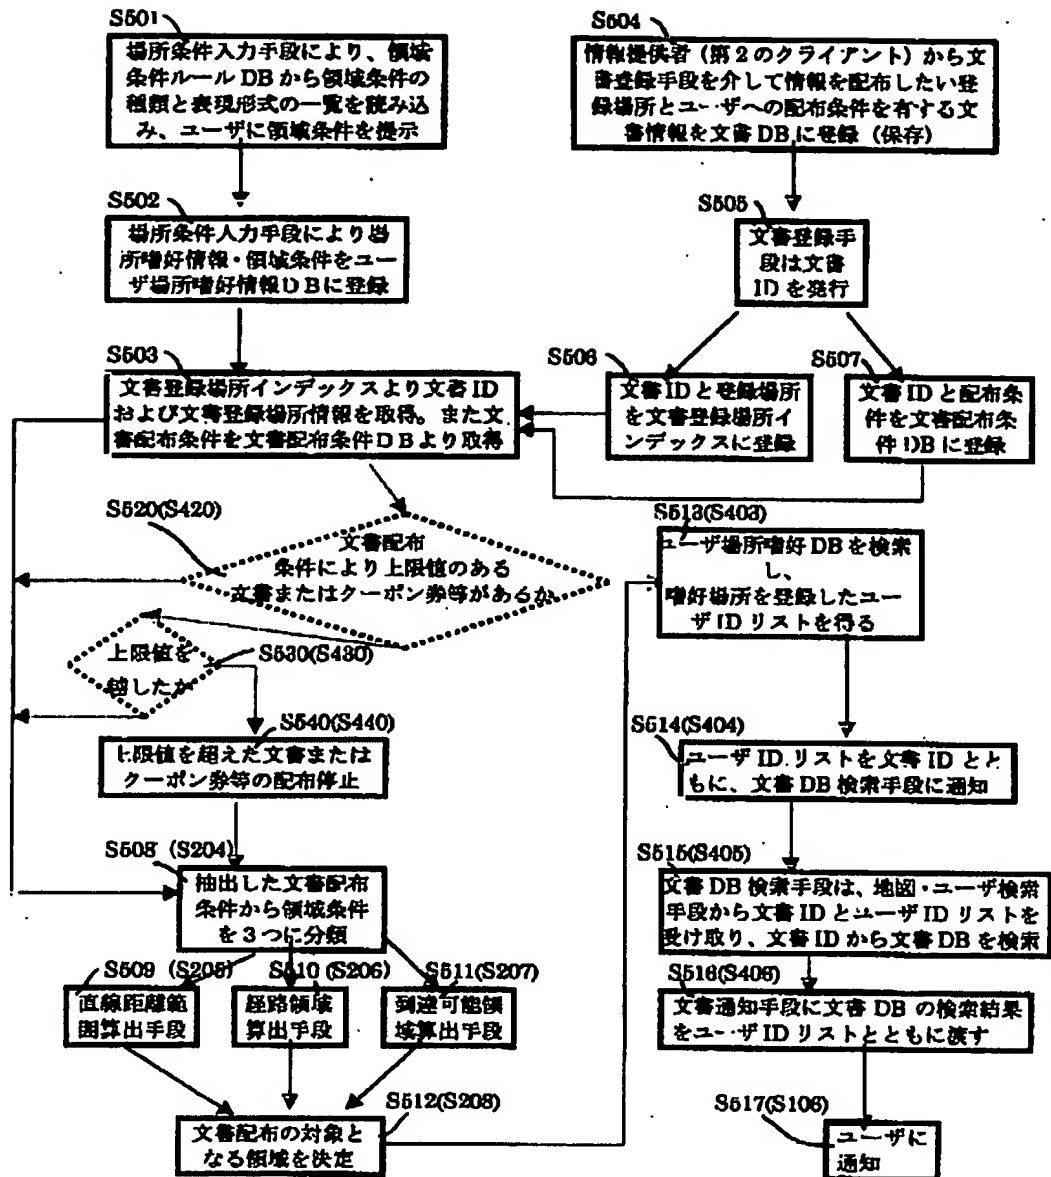 S501
場所条件入力手段により、領域
条件ルールDBから領域条件の
種類と表現形式の一覧を読み込
み、ユーザに領域条件を提示
S502
場所条件入力手段により場
所嗜好情報・領域条件をユー
ザ場所嗜好情報DBに登録
S503
文書登録場所インデックスより文書ID
および文書登録場所情報を取得。また文
書配布条件を文書配布条件DBより取得
S504
情報提供者（第2のクライアント）から文
書登録手段を介して情報を配布したい登
録場所とユーザへの配布条件を有する文
書情報を文書DBに登録（保存）
S505
文書登録手
段は文書
IDを発行
S506
文書IDと登録場所
を文書登録場所イ
ンデックスに登録
S507
文書IDと配布条
件を文書配布条
件DBに登録
S520(S420)
文書配布
条件により上限値のある
文書またはクーポン券等があるか
S530(S430)
上限値を
越したか
S540(S440)
上限値を超えた文書または
クーポン券等の配布停止
S508 (S204)
抽出した文書配布
条件から領域条件
を3つに分類
S509 (S205)
直線距離範
囲算出手段
S510 (S206)
経路領域
算出手段
S511(S207)
到達可能領
域算出手段
S512(S208)
文書配布の対象と
なる領域を決定
S513(S403)
ユーザ場所嗜好DBを検索
し、
嗜好場所を登録したユー
ザIDリストを得る
S514(S404)
ユーザIDリストを文書IDとと
もに、文書DB検索手段に通知
S515(S405)
文書DB検索手段は、地図・ユーザ検索
手段から文書IDとユーザIDリストを
受け取り、文書IDから文書DBを検索
S516(S406)
文書通知手段に文書DBの検索結果
をユーザIDリストとともに渡す
S517(S106)
ユーザに
通知